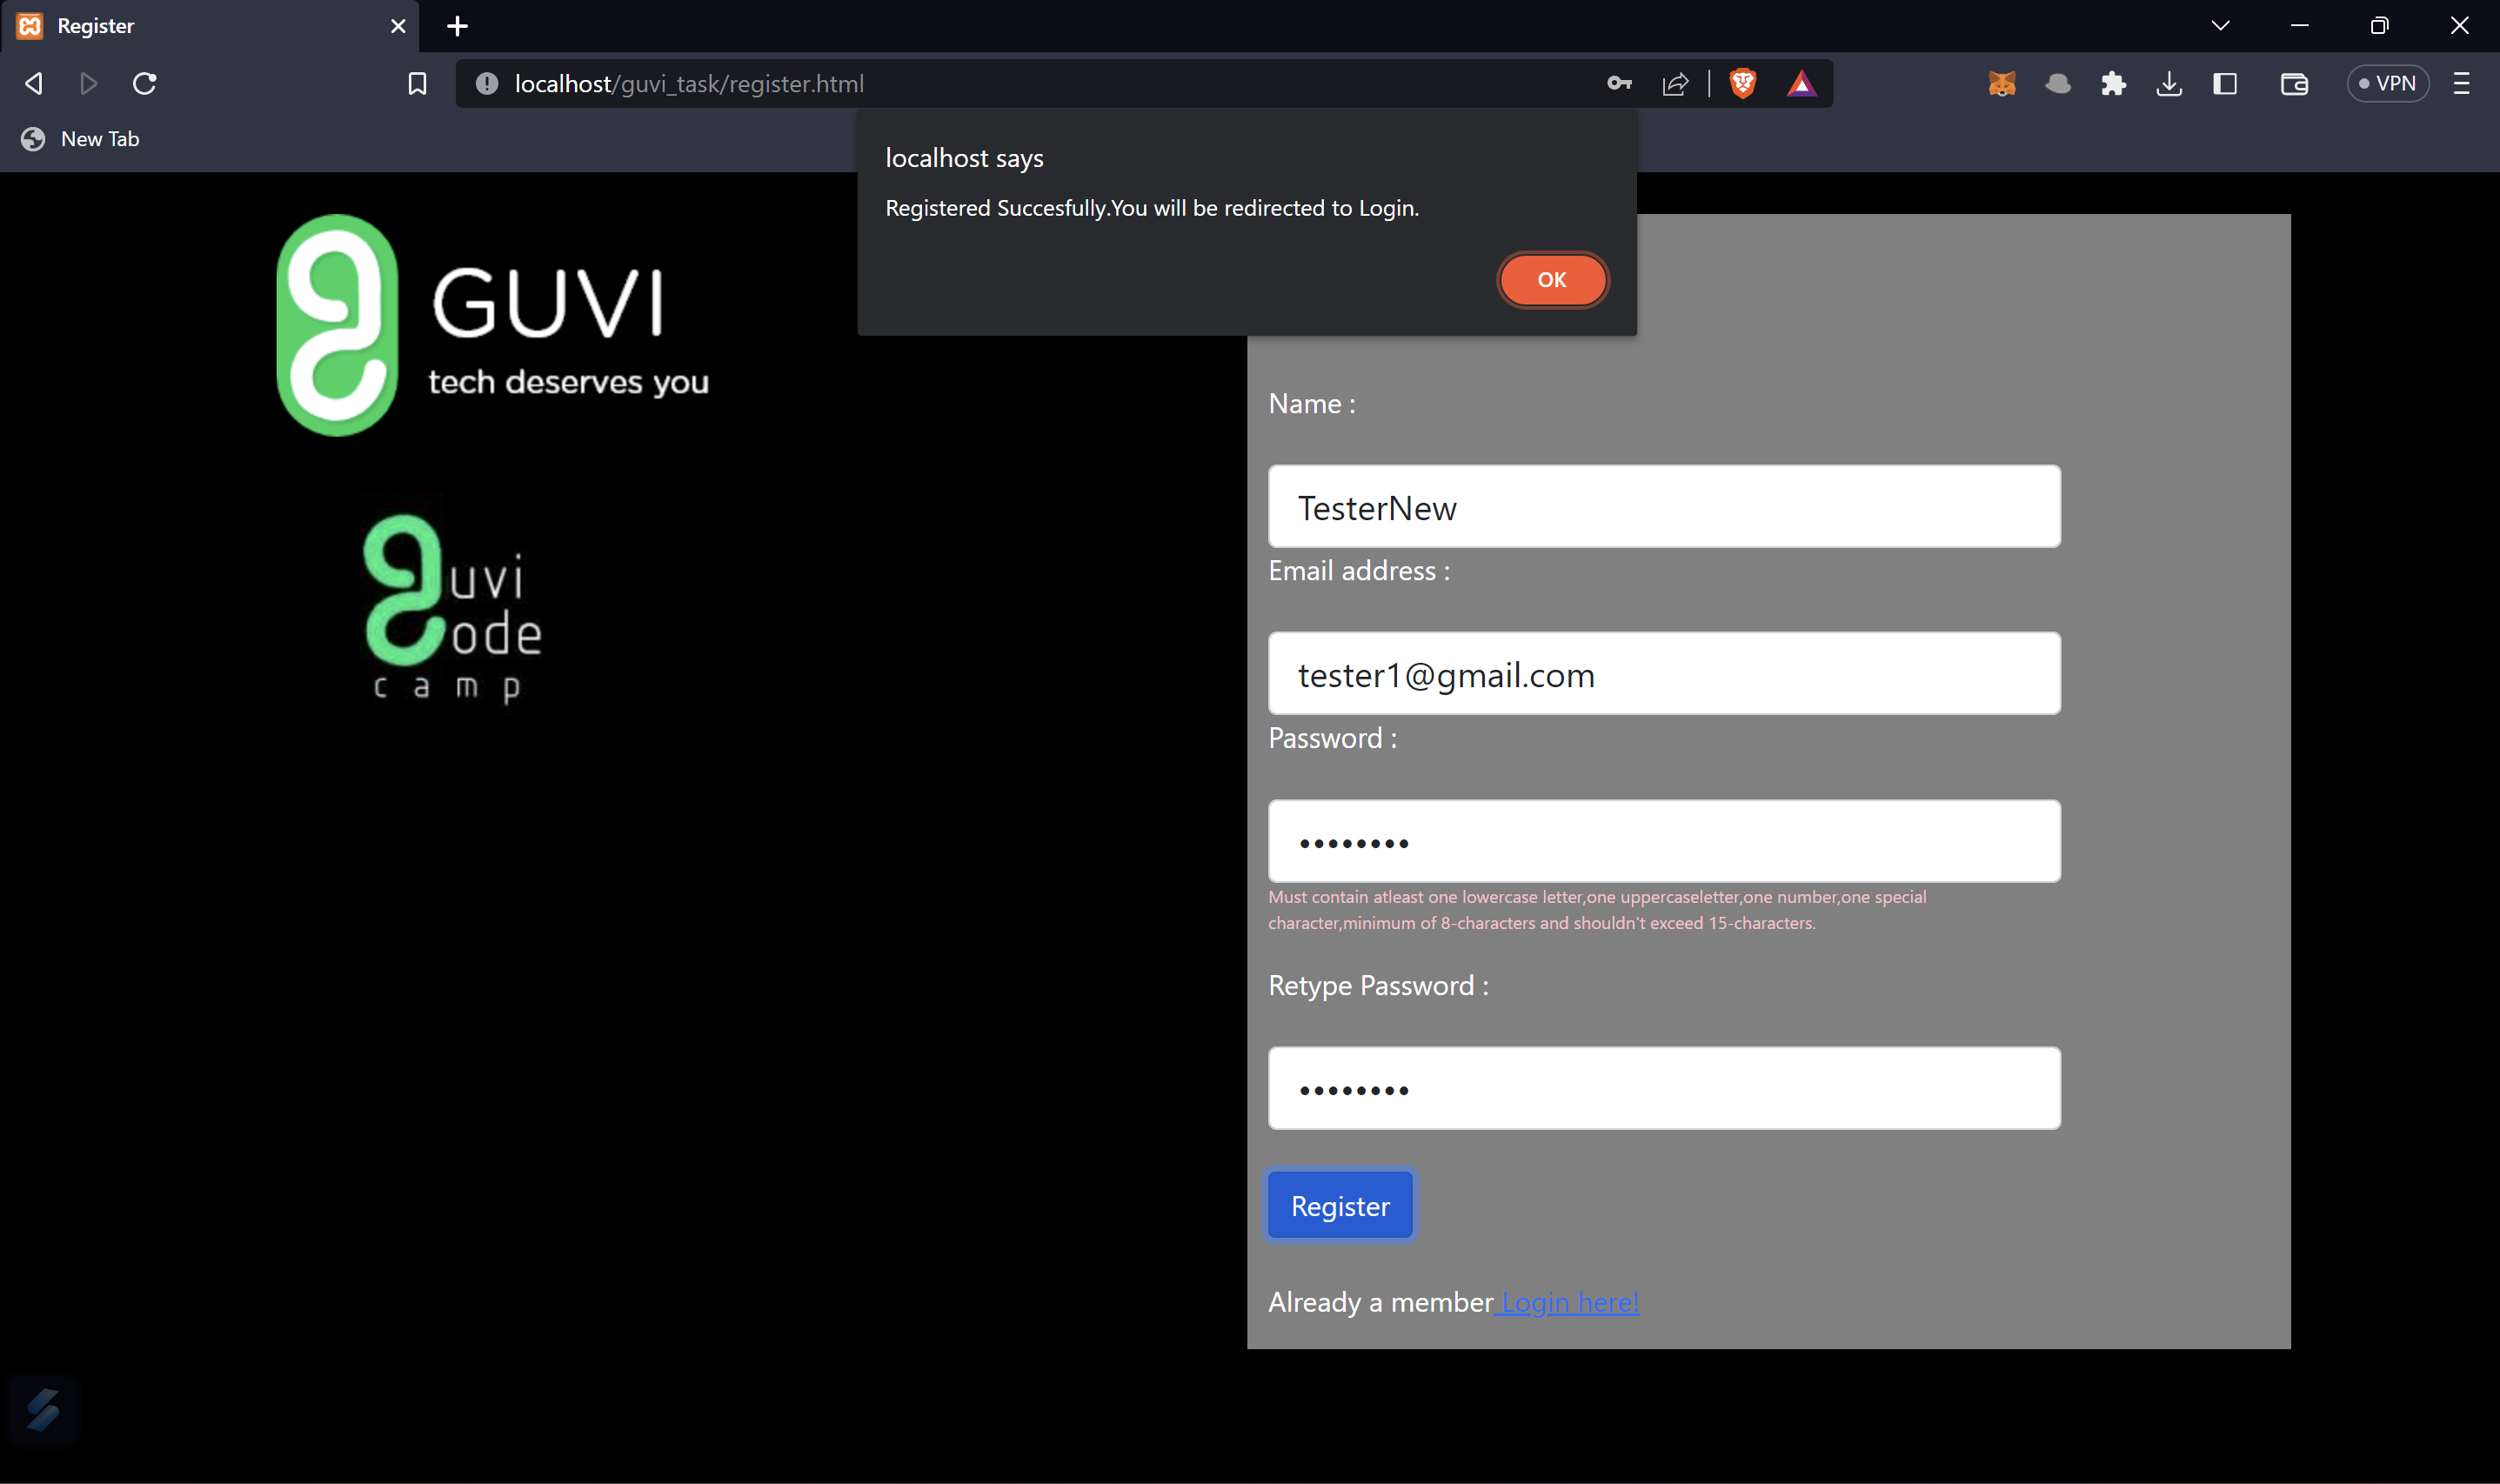 Register
localhost/guvi_task/register.html
VPN
New Tab
localhost says
Registered Succesfully.You will be redirected to Login.
OK
GUVI
tech deserves you
guvi
code
camp
Name :
TesterNew
Email address :
tester1@gmail.com
Password :
••••••••
Must contain atleast one lowercase letter,one uppercaseletter,one number,one special
character,minimum of 8-characters and shouldn't exceed 15-characters.
Retype Password :
••••••••
Register
Already a member Login here!